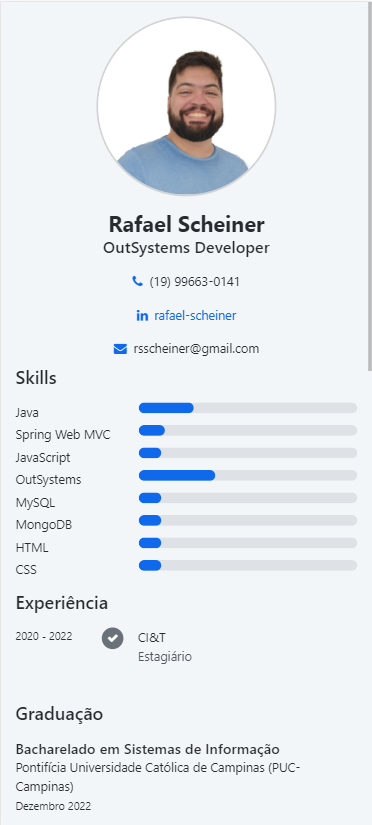 Rafael Scheiner
OutSystems Developer
(19) 99663-0141
in rafael-scheiner
rsscheiner@gmail.com
Skills
Java
Spring Web MVC
JavaScript
OutSystems
MySQL
MongoDB
HTML
CSS
Experiência
2020 - 2022 CI&T
Estagiário
Graduação
Bacharelado em Sistemas de Informação
Pontifícia Universidade Católica de Campinas (PUC-
Campinas)
Dezembro 2022